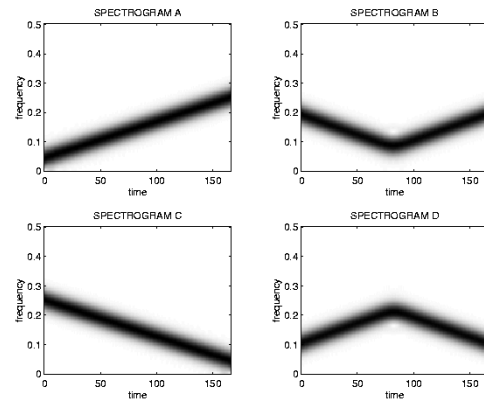 SPECTROGRAM A
0.5
0.4
0.3
0.2
0.1
0
frequency
0 50 100 150
time
SPECTROGRAM B
0.5
0.4
0.3
0.2
0.1
0
frequency
0 50 100 150
time
SPECTROGRAM C
0.5
0.4
0.3
0.2
0.1
0
frequency
0 50 100 150
time
SPECTROGRAM D
0.5
0.4
0.3
0.2
0.1
0
frequency
0 50 100 150
time